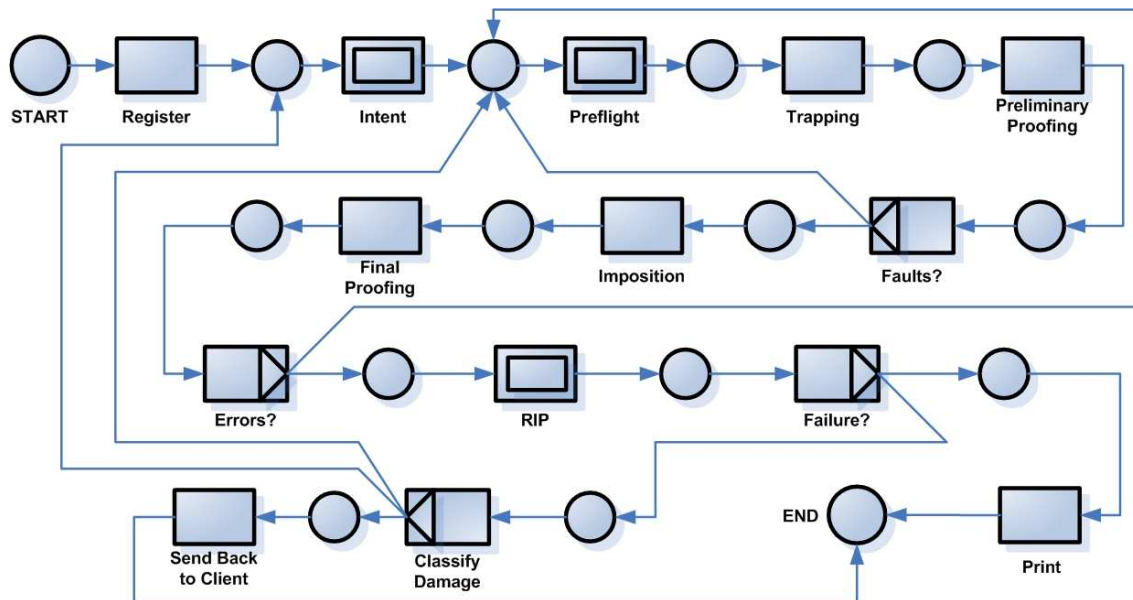 START
Register
Intent
Preflight
Trapping
Preliminary
Proofing
Final
Proofing
Imposition
Faults?
Errors?
RIP
Failure?
Send Back
to Client
Classify
Damage
END
Print